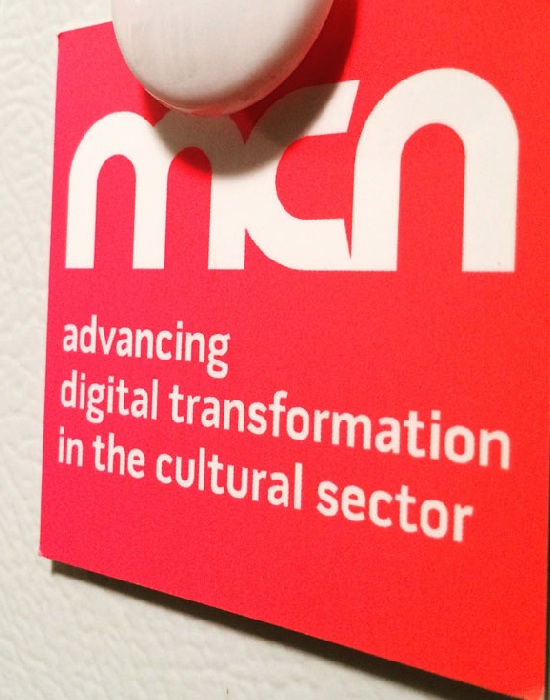 mcn
advancing
digital transformation
in the cultural sector